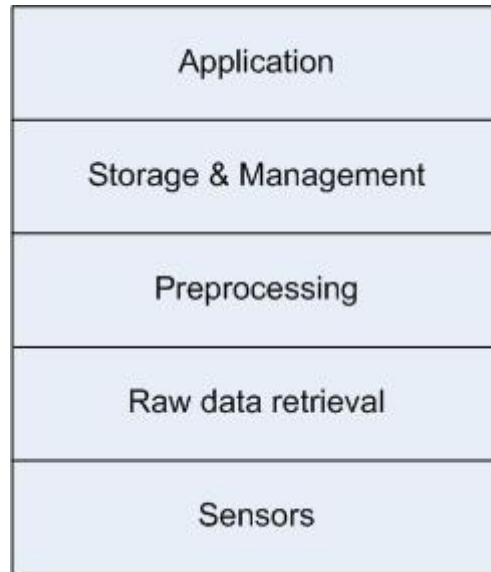 Application
Storage & Management
Preprocessing
Raw data retrieval
Sensors